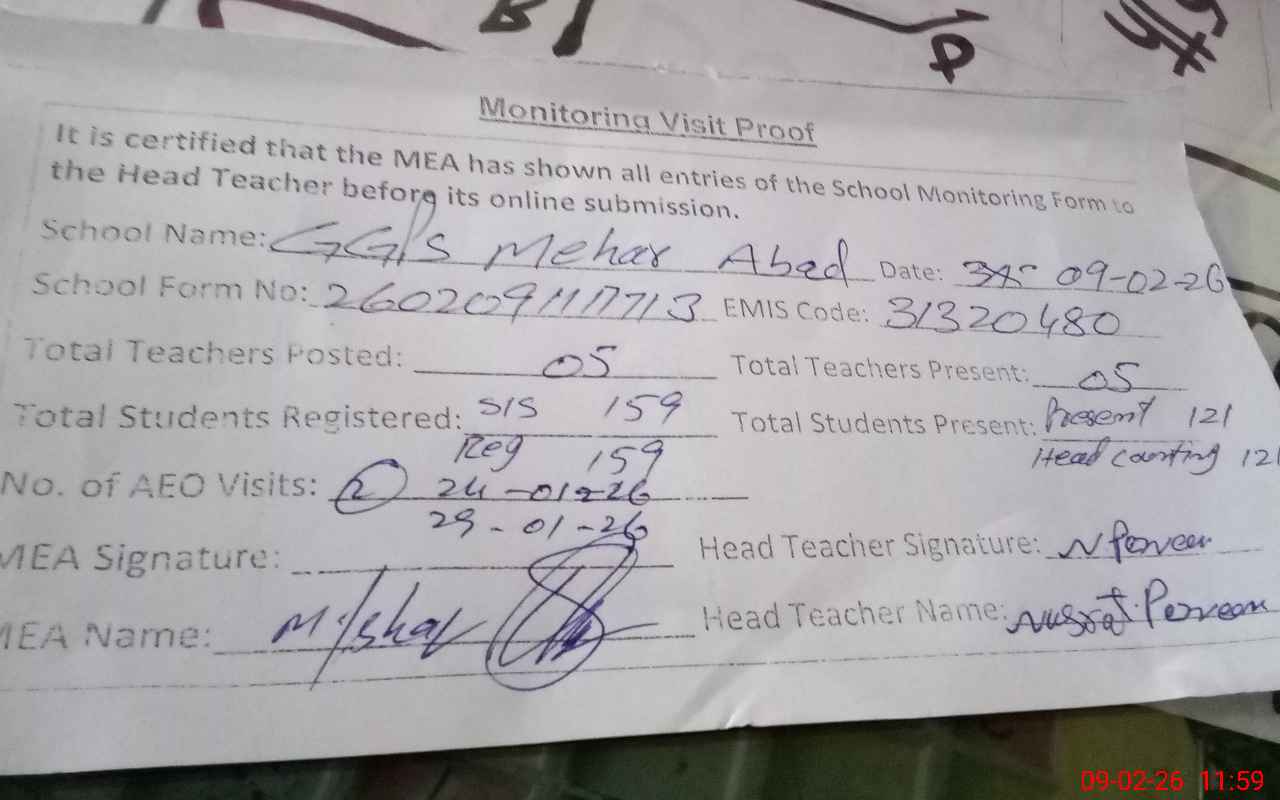 B
P
Monitoring Visit Proof
It is certified that the MEA has shown all entries of the School Monitoring Form to
the Head Teacher before its online submission.
School Name: GGPS Mehar Abad Date: 09-02-26
School Form No: EMIS Code: 31320480
Total Teachers Posted: 05 Total Teachers Present: 05
Total Students Registered: SIS 159 Total Students Present: Present 121
Reg 159 Head counting 121
No. of AEO Visits: 2 24-01-26
29-01-26
MEA Signature: Head Teacher Signature: N Perveen
MEA Name: Head Teacher Name: Nusrat Perveen
09-02-26 11:59